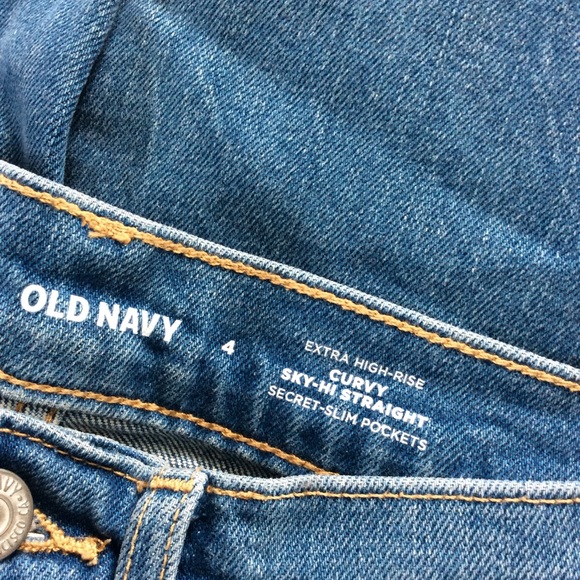 OLD NAVY
4
EXTRA HIGH-RISE
CURVY
SKY-HI STRAIGHT
SECRET-SLIM POCKETS